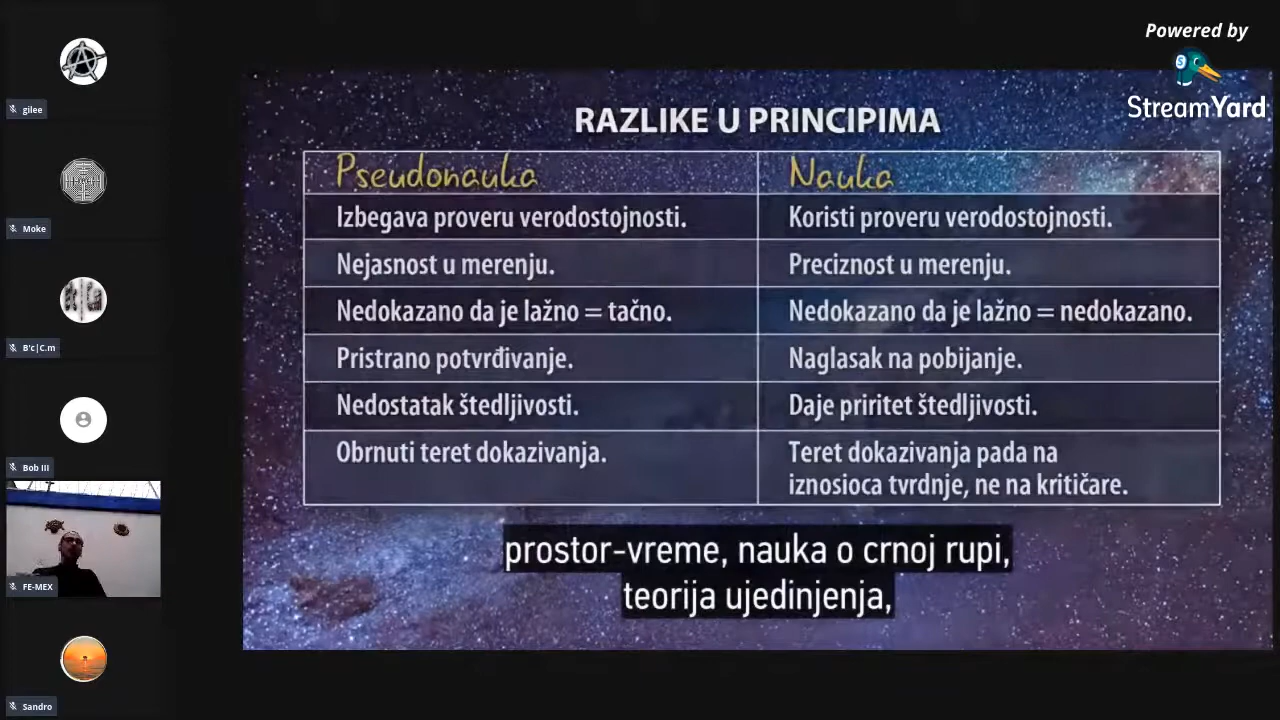 Powered by
StreamYard
gilee
Moke
B'c|C.m
Bob III
FE-MEX
Sandro
RAZLIKE U PRINCIPIMA
Pseudonauka
Nauka
Izbegava proveru verodostojnosti.
Koristi proveru verodostojnosti.
Nejasnost u merenju.
Preciznost u merenju.
Nedokazano da je lažno = tačno.
Nedokazano da je lažno = nedokazano.
Pristrano potvrđivanje.
Naglasak na pobijanje.
Nedostatak štedljivosti.
Daje priritet štedljivosti.
Obrnuti teret dokazivanja.
Teret dokazivanja pada na
iznosioca tvrdnje, ne na kritičare.
prostor-vreme, nauka o crnoj rupi,
teorija ujedinjenja,